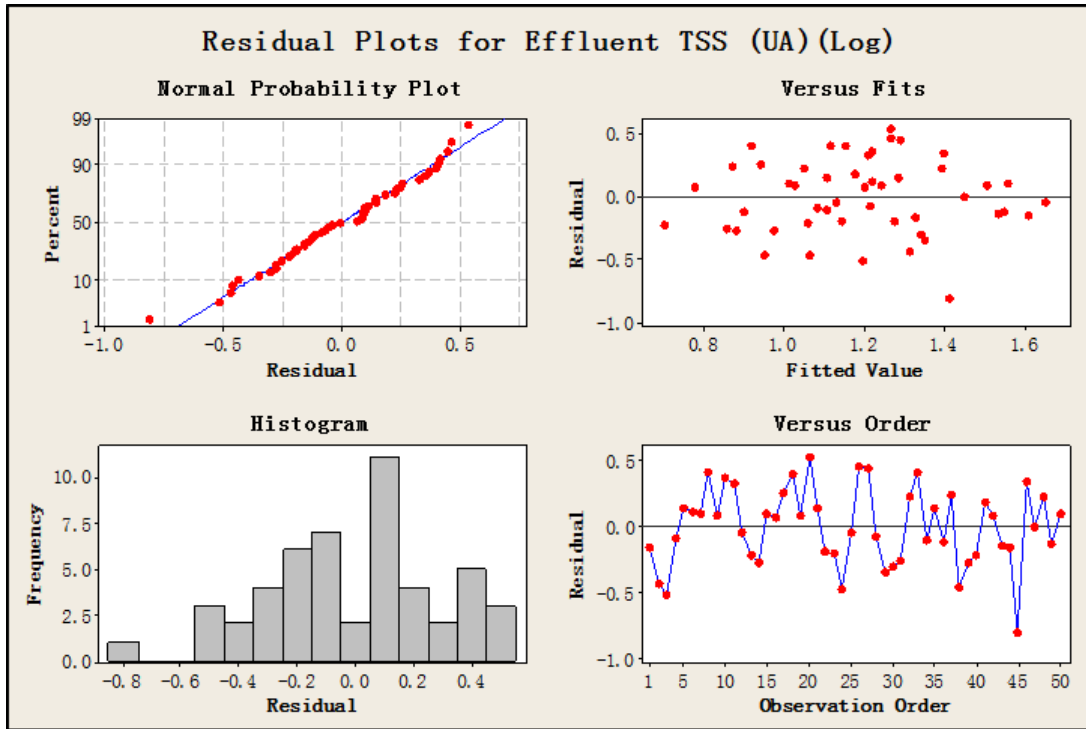 Residual Plots for Effluent TSS (UA)(Log)
Normal Probability Plot
99
90
50
10
1
Percent
-1.0 -0.5 0.0 0.5
Residual
Versus Fits
0.5
0.0
-0.5
-1.0
Residual
0.8 1.0 1.2 1.4 1.6
Fitted Value
Histogram
10.0
7.5
5.0
2.5
0.0
Frequency
-0.8 -0.6 -0.4 -0.2 0.0 0.2 0.4
Residual
Versus Order
0.5
0.0
-0.5
-1.0
Residual
1 5 10 15 20 25 30 35 40 45 50
Observation Order